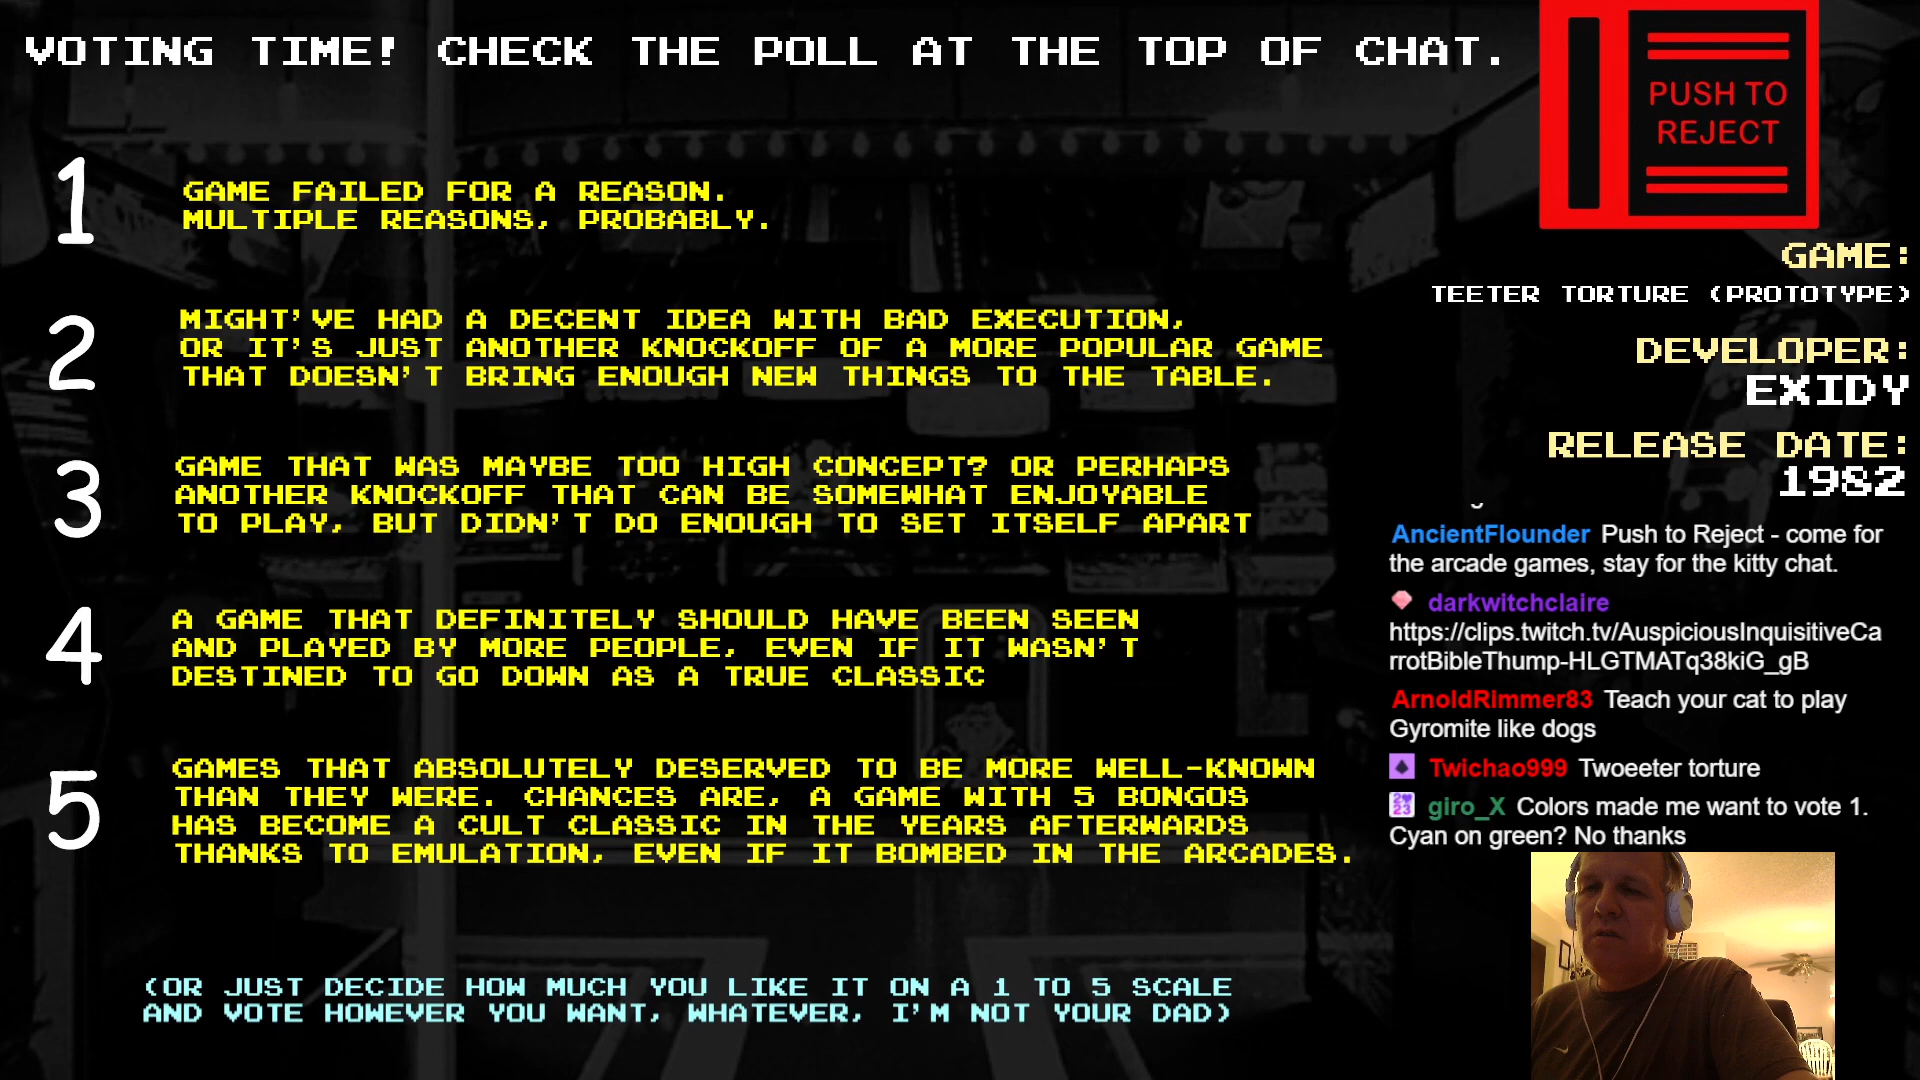 VOTING TIME! CHECK THE POLL AT THE TOP OF CHAT.
PUSH TO
REJECT
1
GAME FAILED FOR A REASON.
MULTIPLE REASONS, PROBABLY.
2
MIGHT'VE HAD A DECENT IDEA WITH BAD EXECUTION,
OR IT'S JUST ANOTHER KNOCKOFF OF A MORE POPULAR GAME
THAT DOESN'T BRING ENOUGH NEW THINGS TO THE TABLE.
3
GAME THAT WAS MAYBE TOO HIGH CONCEPT? OR PERHAPS
ANOTHER KNOCKOFF THAT CAN BE SOMEWHAT ENJOYABLE
TO PLAY, BUT DIDN'T DO ENOUGH TO SET ITSELF APART
4
A GAME THAT DEFINITELY SHOULD HAVE BEEN SEEN
AND PLAYED BY MORE PEOPLE, EVEN IF IT WASN'T
DESTINED TO GO DOWN AS A TRUE CLASSIC
5
GAMES THAT ABSOLUTELY DESERVED TO BE MORE WELL-KNOWN
THAN THEY WERE. CHANCES ARE, A GAME WITH 5 BONGOS
HAS BECOME A CULT CLASSIC IN THE YEARS AFTERWARDS
THANKS TO EMULATION, EVEN IF IT BOMBED IN THE ARCADES.
(OR JUST DECIDE HOW MUCH YOU LIKE IT ON A 1 TO 5 SCALE
AND VOTE HOWEVER YOU WANT, WHATEVER, I'M NOT YOUR DAD)
GAME:
TEETER TORTURE (PROTOTYPE)
DEVELOPER:
EXIDY
RELEASE DATE:
1982
AncientFlounder Push to Reject - come for
the arcade games, stay for the kitty chat.
darkwitchclaire
https://clips.twitch.tv/AuspiciousInquisitiveCa
rrotBibleThump-HLGTMATq38kiG_gB
ArnoldRimmer83 Teach your cat to play
Gyromite like dogs
Twichao999 Twoeeter torture
giro_X Colors made me want to vote 1.
Cyan on green? No thanks